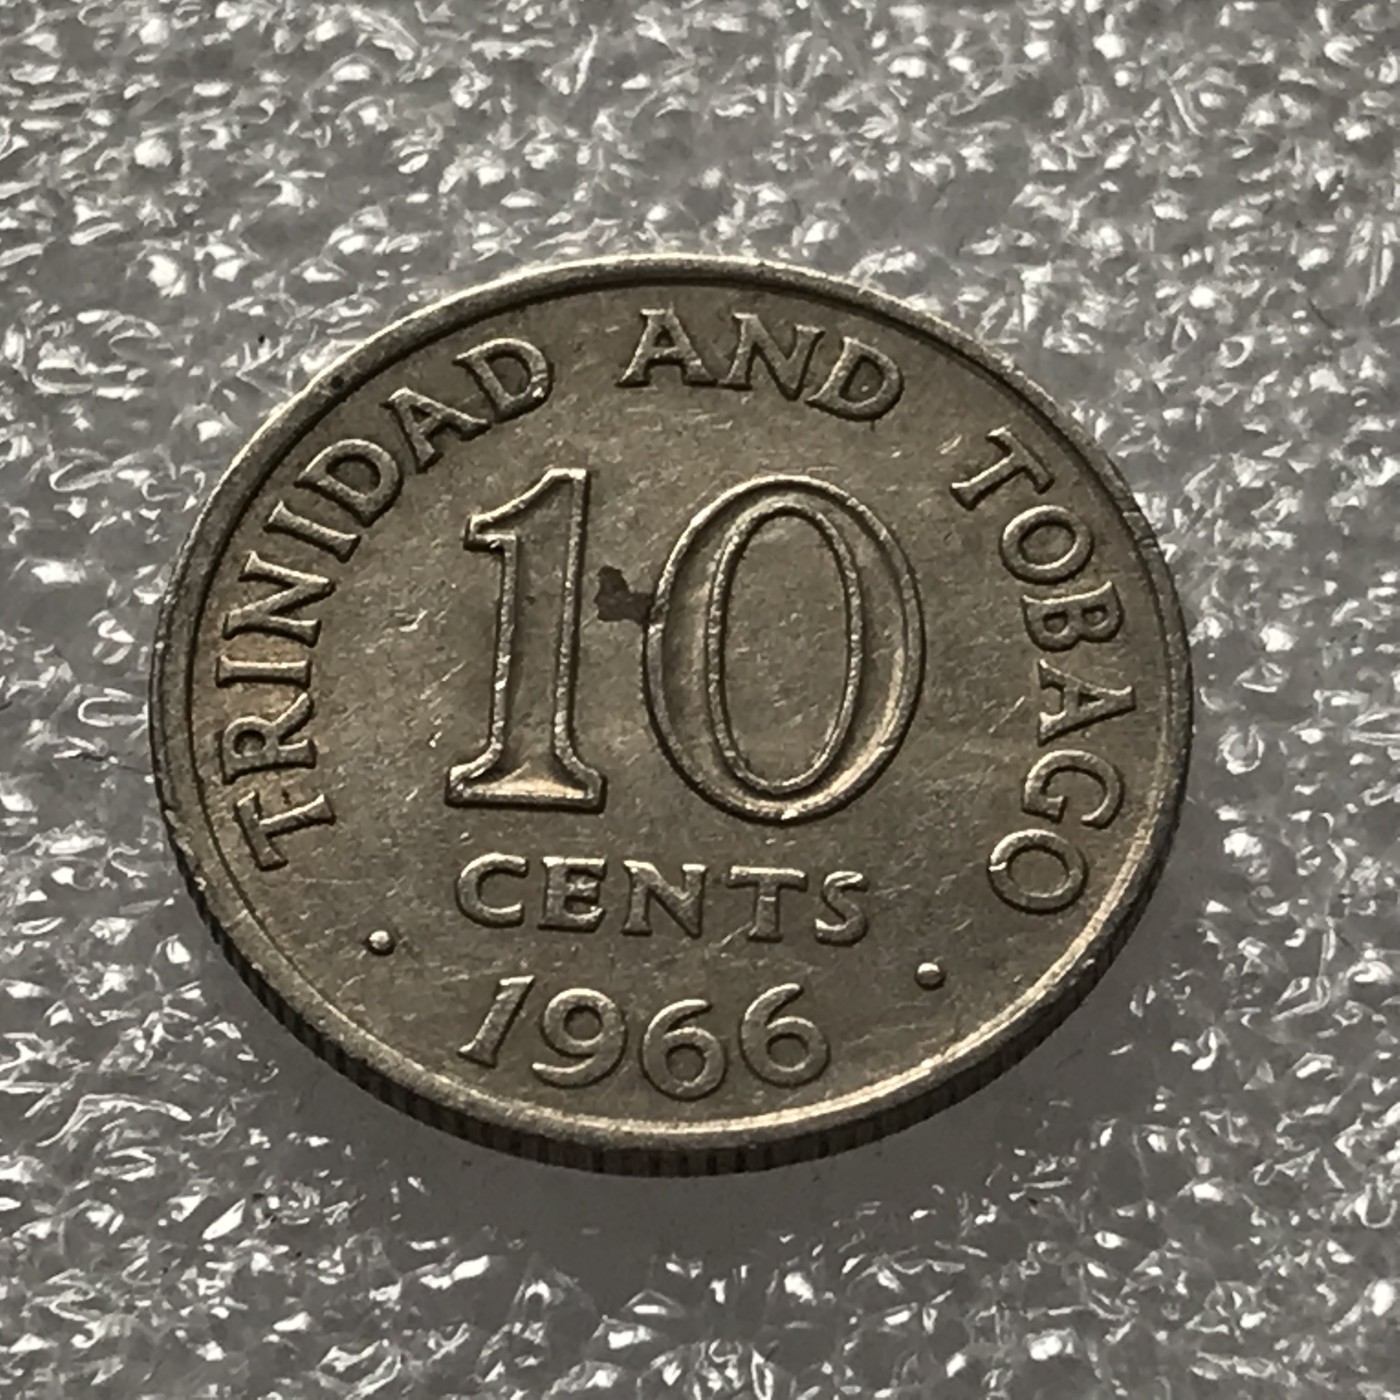 TRINIDAD AND TOBAGO
10
CENTS
1966